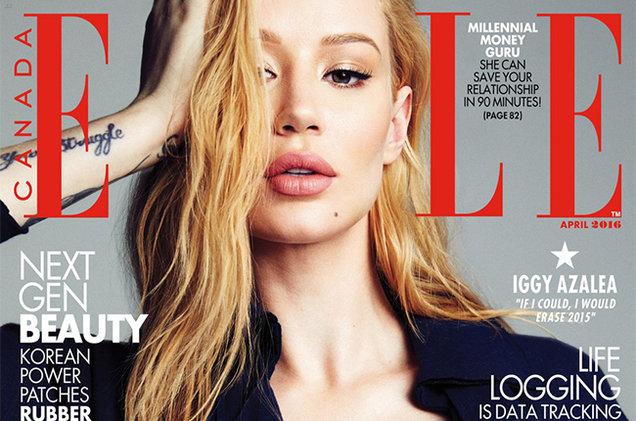 CANADA
ELLE
MILLENNIAL
MONEY
GURU
SHE CAN
SAVE YOUR
RELATIONSHIP
IN 90 MINUTES!
(PAGE 82)
TM
APRIL 2016
IGGY AZALEA
"IF I COULD, I WOULD
ERASE 2015"
NEXT
GEN
BEAUTY
KOREAN
POWER
PATCHES
RUBBER
LIFE
LOGGING
IS DATA TRACKING